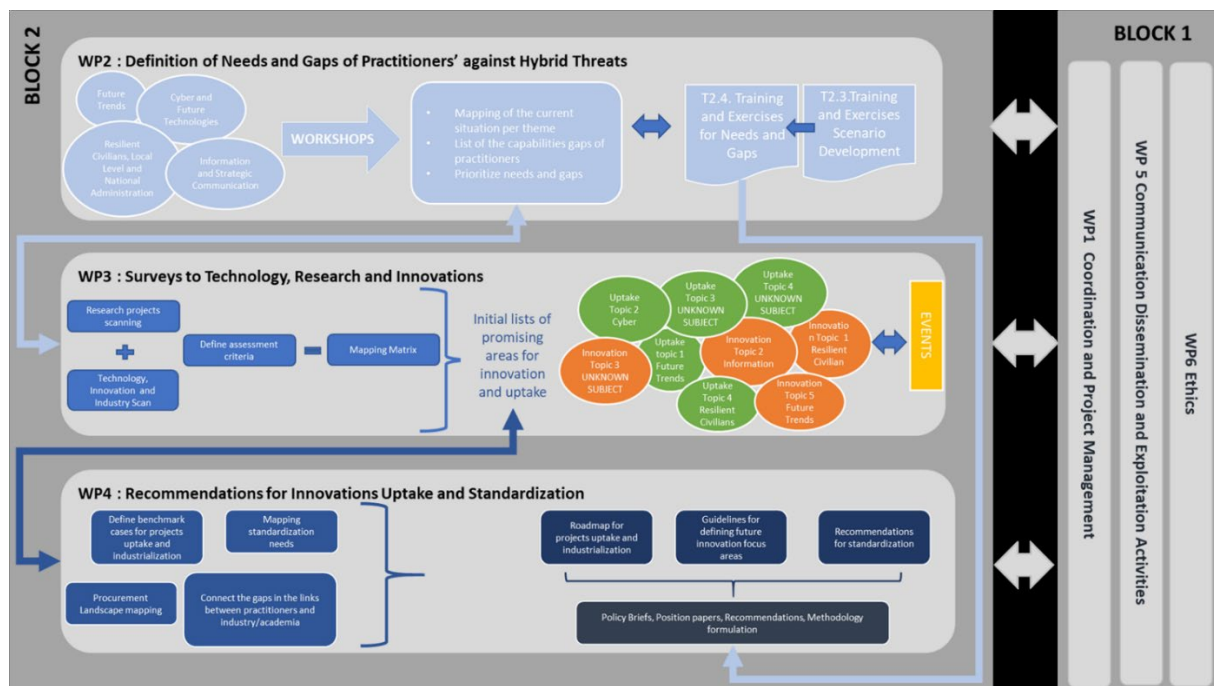 BLOCK 2
WP2 : Definition of Needs and Gaps of Practitioners' against Hybrid Threats
Future
Trends
Cyber and
Future
Technologies
Resilient
Civilians, Local
Level and
National
Administration
Information
and Strategic
Communication
WORKSHOPS
• Mapping of the current
situation per theme
• List of the capabilities gaps of
practitioners
• Prioritize needs and gaps
T2.4. Training
and Exercises
for Needs and
Gaps
T2.3.Training
and Exercises
Scenario
Development
WP3 : Surveys to Technology, Research and Innovations
Research projects
scanning
Technology,
Innovation and
Industry Scan
Define assessment
criteria
Mapping Matrix
Initial lists of
promising
areas for
innovation
and uptake
Uptake
Topic 2
Cyber
Uptake
Topic 3
UNKNOWN
SUBJECT
Uptake
Topic 4
UNKNOWN
SUBJECT
Innovation
Topic 3
UNKNOWN
SUBJECT
Uptake
topic 1
Future
Trends
Innovation
Topic 2
Information
Innovatio
n Topic 1
Resilient
Civilian
Uptake
Topic 4
Resilient
Civilians
Innovation
Topic 5
Future
Trends
EVENTS
WP4 : Recommendations for Innovations Uptake and Standardization
Define benchmark
cases for projects
uptake and
industrialization
Mapping
standardization
needs
Procurement
Landscape mapping
Connect the gaps in the links
between practitioners and
industry/academia
Roadmap for
projects uptake and
industrialization
Guidelines for
defining future
innovation focus
areas
Recommendations
for standardization
Policy Briefs, Position papers, Recommendations, Methodology
formulation
BLOCK 1
WP1 Coordination and Project Management
WP 5 Communication Dissemination and Exploitation Activities
WP6 Ethics